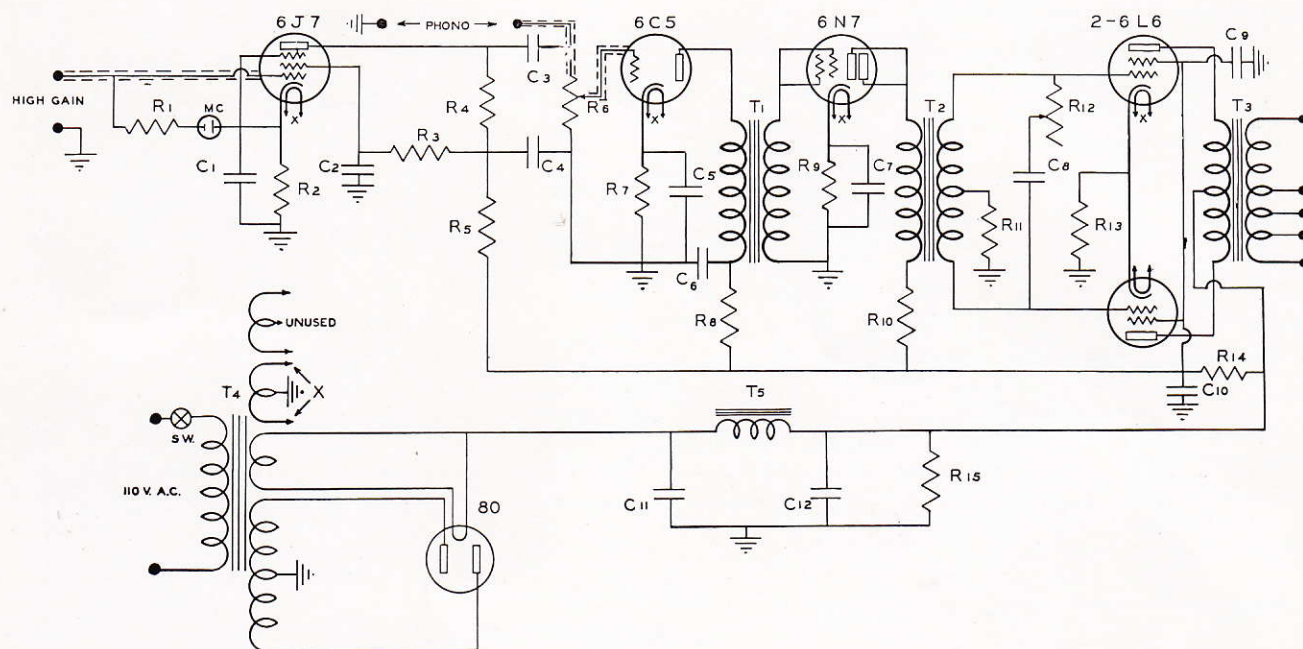 6J7
PHONO
6C5
6N7
2-6L6
C9
C3
HIGH GAIN
R1
MC
X
R4
R6
X
T1
X
T2
R12
X
T3
C1
R2
C2
R3
C4
R7
C5
R9
C7
C8
R11
R13
R5
C6
R8
R10
UNUSED
R14
T4
X
T5
C10
SW.
110 V. A.C.
80
C11
C12
R15